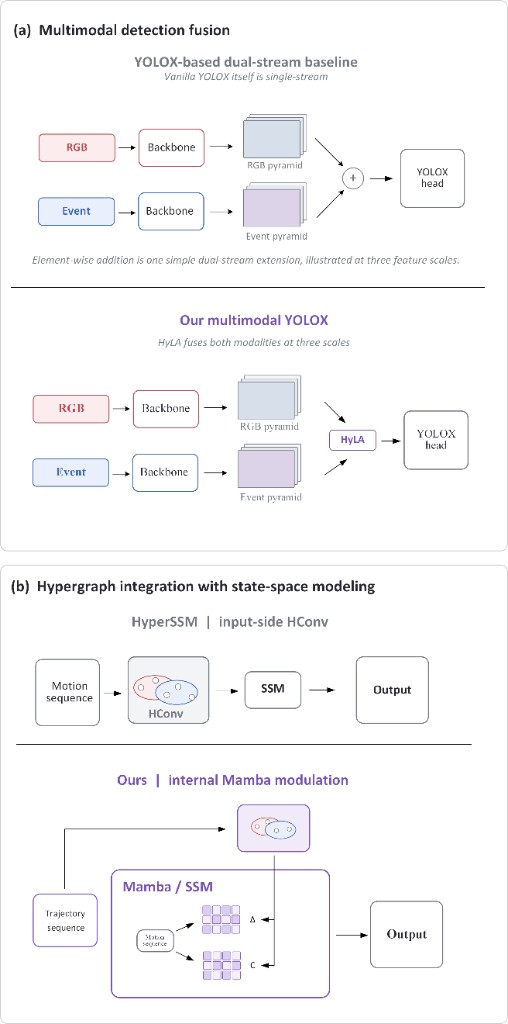 (a) Multimodal detection fusion
YOLOX-based dual-stream baseline
Vanilla YOLOX itself is single-stream
RGB
Backbone
RGB pyramid
YOLOX
head
+
Event
Backbone
Event pyramid
Element-wise addition is one simple dual-stream extension, illustrated at three feature scales.
Our multimodal YOLOX
HyLA fuses both modalities at three scales
RGB
Backbone
RGB pyramid
HyLA
YOLOX
head
Event
Backbone
Event pyramid
(b) Hypergraph integration with state-space modeling
HyperSSM | input-side HConv
Motion
sequence
HConv
SSM
Output
Ours | internal Mamba modulation
Mamba / SSM
Trajectory
sequence
Motion
sequence
C
Output